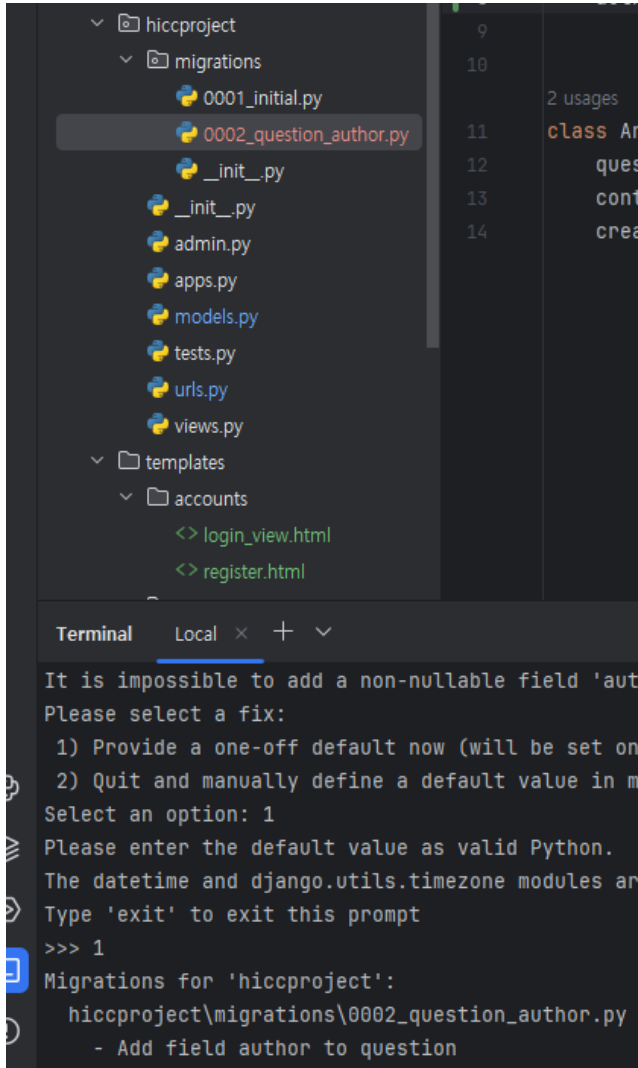 hiccproject
migrations
0001_initial.py
0002_question_author.py
__init__.py
__init__.py
admin.py
apps.py
models.py
tests.py
urls.py
views.py
templates
accounts
login_view.html
register.html
9
10
2 usages
11 class An
12 ques
13 cont
14 crea
Terminal Local × + ∨
It is impossible to add a non-nullable field 'aut
Please select a fix:
1) Provide a one-off default now (will be set on
2) Quit and manually define a default value in m
Select an option: 1
Please enter the default value as valid Python.
The datetime and django.utils.timezone modules ar
Type 'exit' to exit this prompt
>>> 1
Migrations for 'hiccproject':
hiccproject\migrations\0002_question_author.py
- Add field author to question